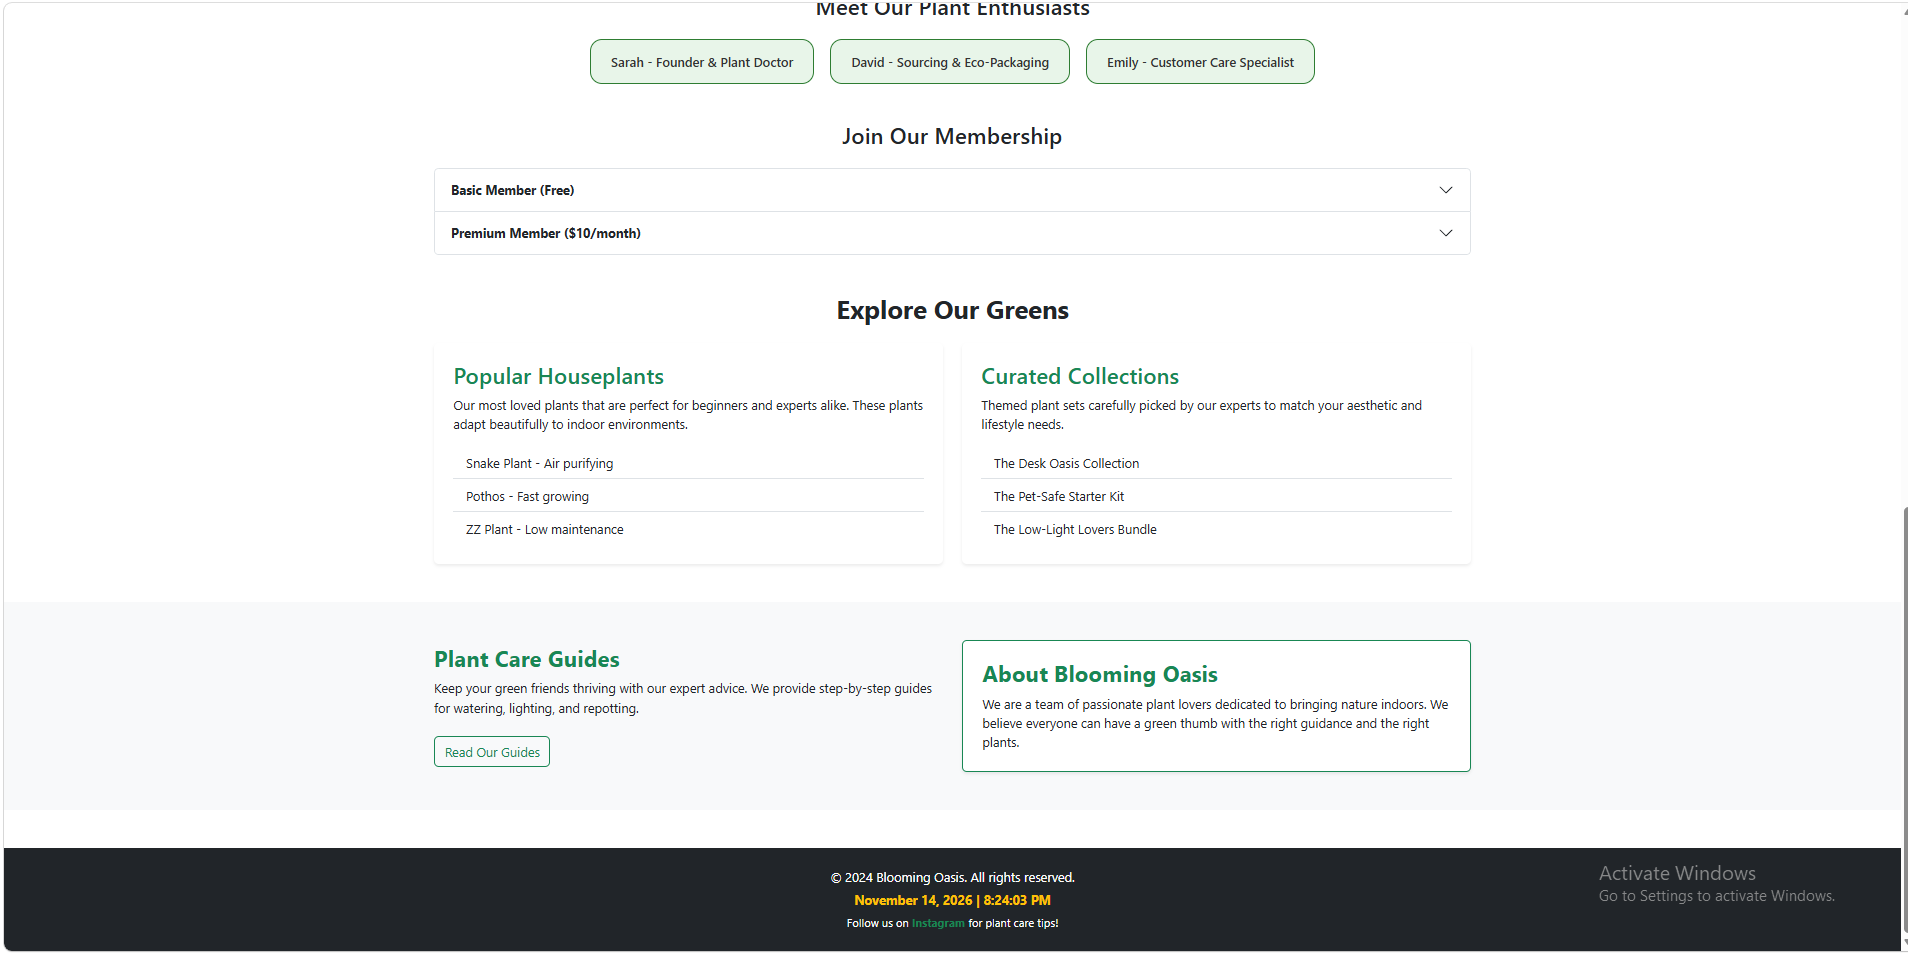 Meet Our Plant Enthusiasts
Sarah - Founder & Plant Doctor
David - Sourcing & Eco-Packaging
Emily - Customer Care Specialist
Join Our Membership
Basic Member (Free)
Premium Member ($10/month)
Explore Our Greens
Popular Houseplants
Our most loved plants that are perfect for beginners and experts alike. These plants
adapt beautifully to indoor environments.
Snake Plant - Air purifying
Pothos - Fast growing
ZZ Plant - Low maintenance
Curated Collections
Themed plant sets carefully picked by our experts to match your aesthetic and
lifestyle needs.
The Desk Oasis Collection
The Pet-Safe Starter Kit
The Low-Light Lovers Bundle
Plant Care Guides
Keep your green friends thriving with our expert advice. We provide step-by-step guides
for watering, lighting, and repotting.
Read Our Guides
About Blooming Oasis
We are a team of passionate plant lovers dedicated to bringing nature indoors. We
believe everyone can have a green thumb with the right guidance and the right
plants.
© 2024 Blooming Oasis. All rights reserved.
November 14, 2026 | 8:24:03 PM
Follow us on Instagram for plant care tips!
Activate Windows
Go to Settings to activate Windows.